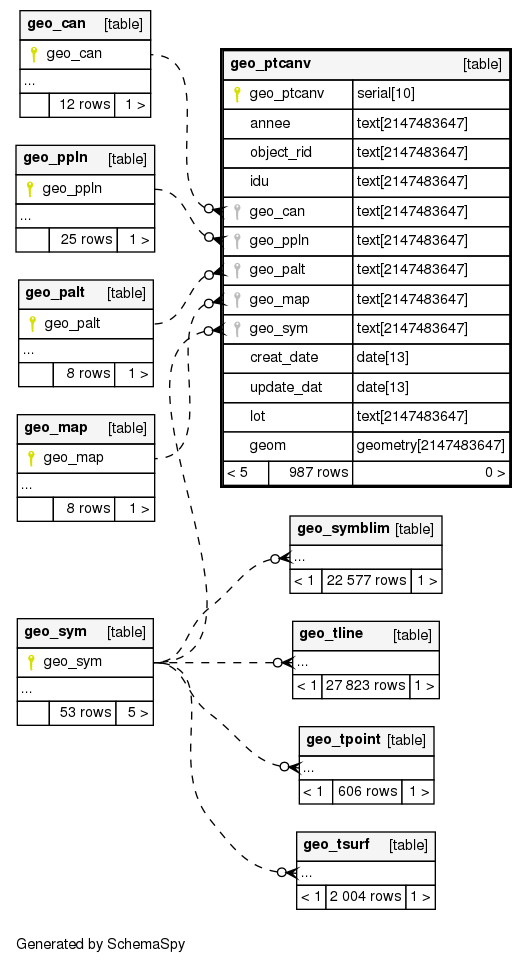 geo_can [table]
geo_can
...
12 rows 1 >
geo_ppln [table]
geo_ppln
...
25 rows 1 >
geo_palt [table]
geo_palt
...
8 rows 1 >
geo_map [table]
geo_map
...
8 rows 1 >
geo_sym [table]
geo_sym
...
53 rows 5 >
geo_ptcanv [table]
geo_ptcanv serial[10]
annee text[2147483647]
object_rid text[2147483647]
idu text[2147483647]
geo_can text[2147483647]
geo_ppln text[2147483647]
geo_palt text[2147483647]
geo_map text[2147483647]
geo_sym text[2147483647]
creat_date date[13]
update_dat date[13]
lot text[2147483647]
geom geometry[2147483647]
< 5 987 rows 0 >
geo_symblim [table]
...
< 1 22 577 rows 1 >
geo_tline [table]
...
< 1 27 823 rows 1 >
geo_tpoint [table]
...
< 1 606 rows 1 >
geo_tsurf [table]
...
< 1 2 004 rows 1 >
Generated by SchemaSpy